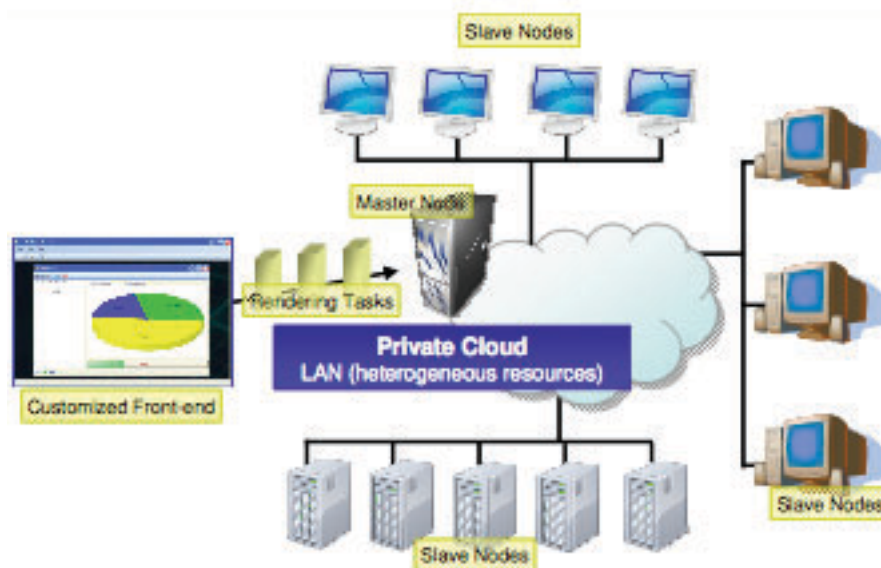 Slave Nodes
Master Node
Rendering Tasks
Private Cloud
LAN (heterogeneous resources)
Customized Front-end
Slave Nodes
Slave Nodes